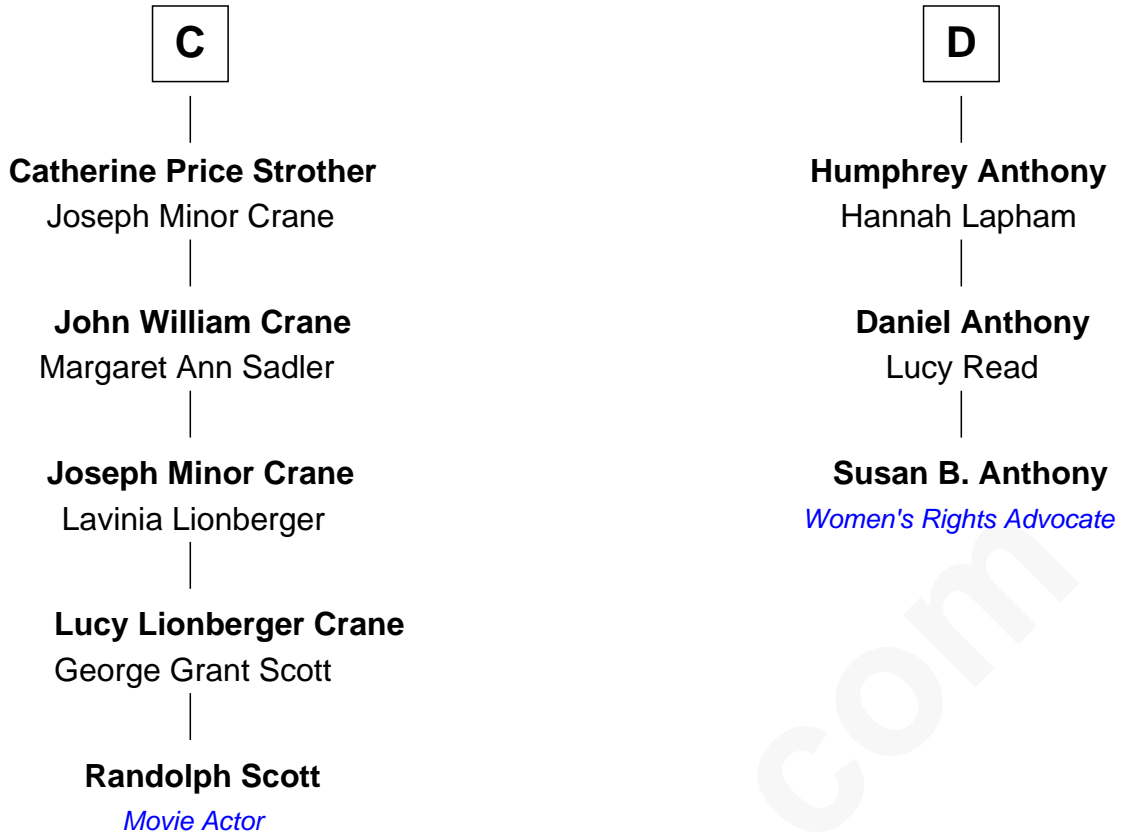 C
Catherine Price Strother
Joseph Minor Crane
John William Crane
Margaret Ann Sadler
Joseph Minor Crane
Lavinia Lionberger
Lucy Lionberger Crane
George Grant Scott
Randolph Scott
Movie Actor
D
Humphrey Anthony
Hannah Lapham
Daniel Anthony
Lucy Read
Susan B. Anthony
Women's Rights Advocate
com